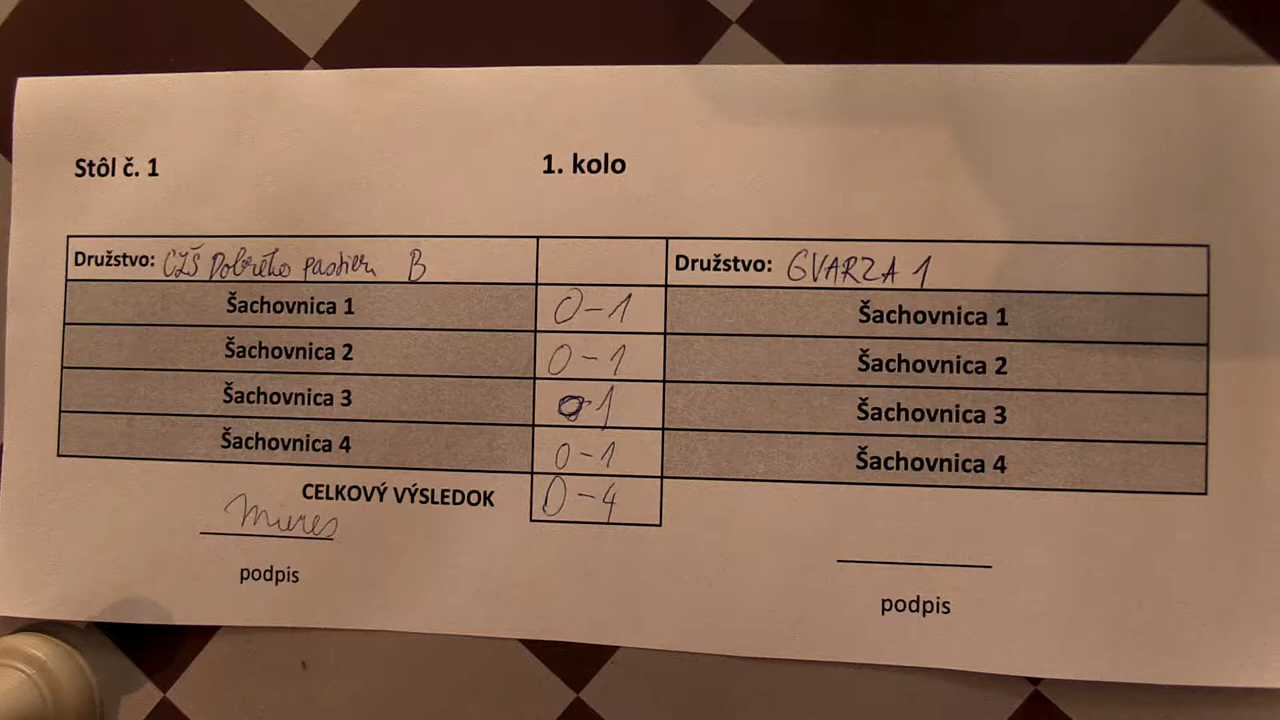 Stôl č. 1 1. kolo
Družstvo: CZŠ Dobrého pastiera B Družstvo: GVARZA 1
Šachovnica 1 0-1 Šachovnica 1
Šachovnica 2 0-1 Šachovnica 2
Šachovnica 3 0-1 Šachovnica 3
Šachovnica 4 0-1 Šachovnica 4
CELKOVÝ VÝSLEDOK 0-4
Mieres
podpis podpis